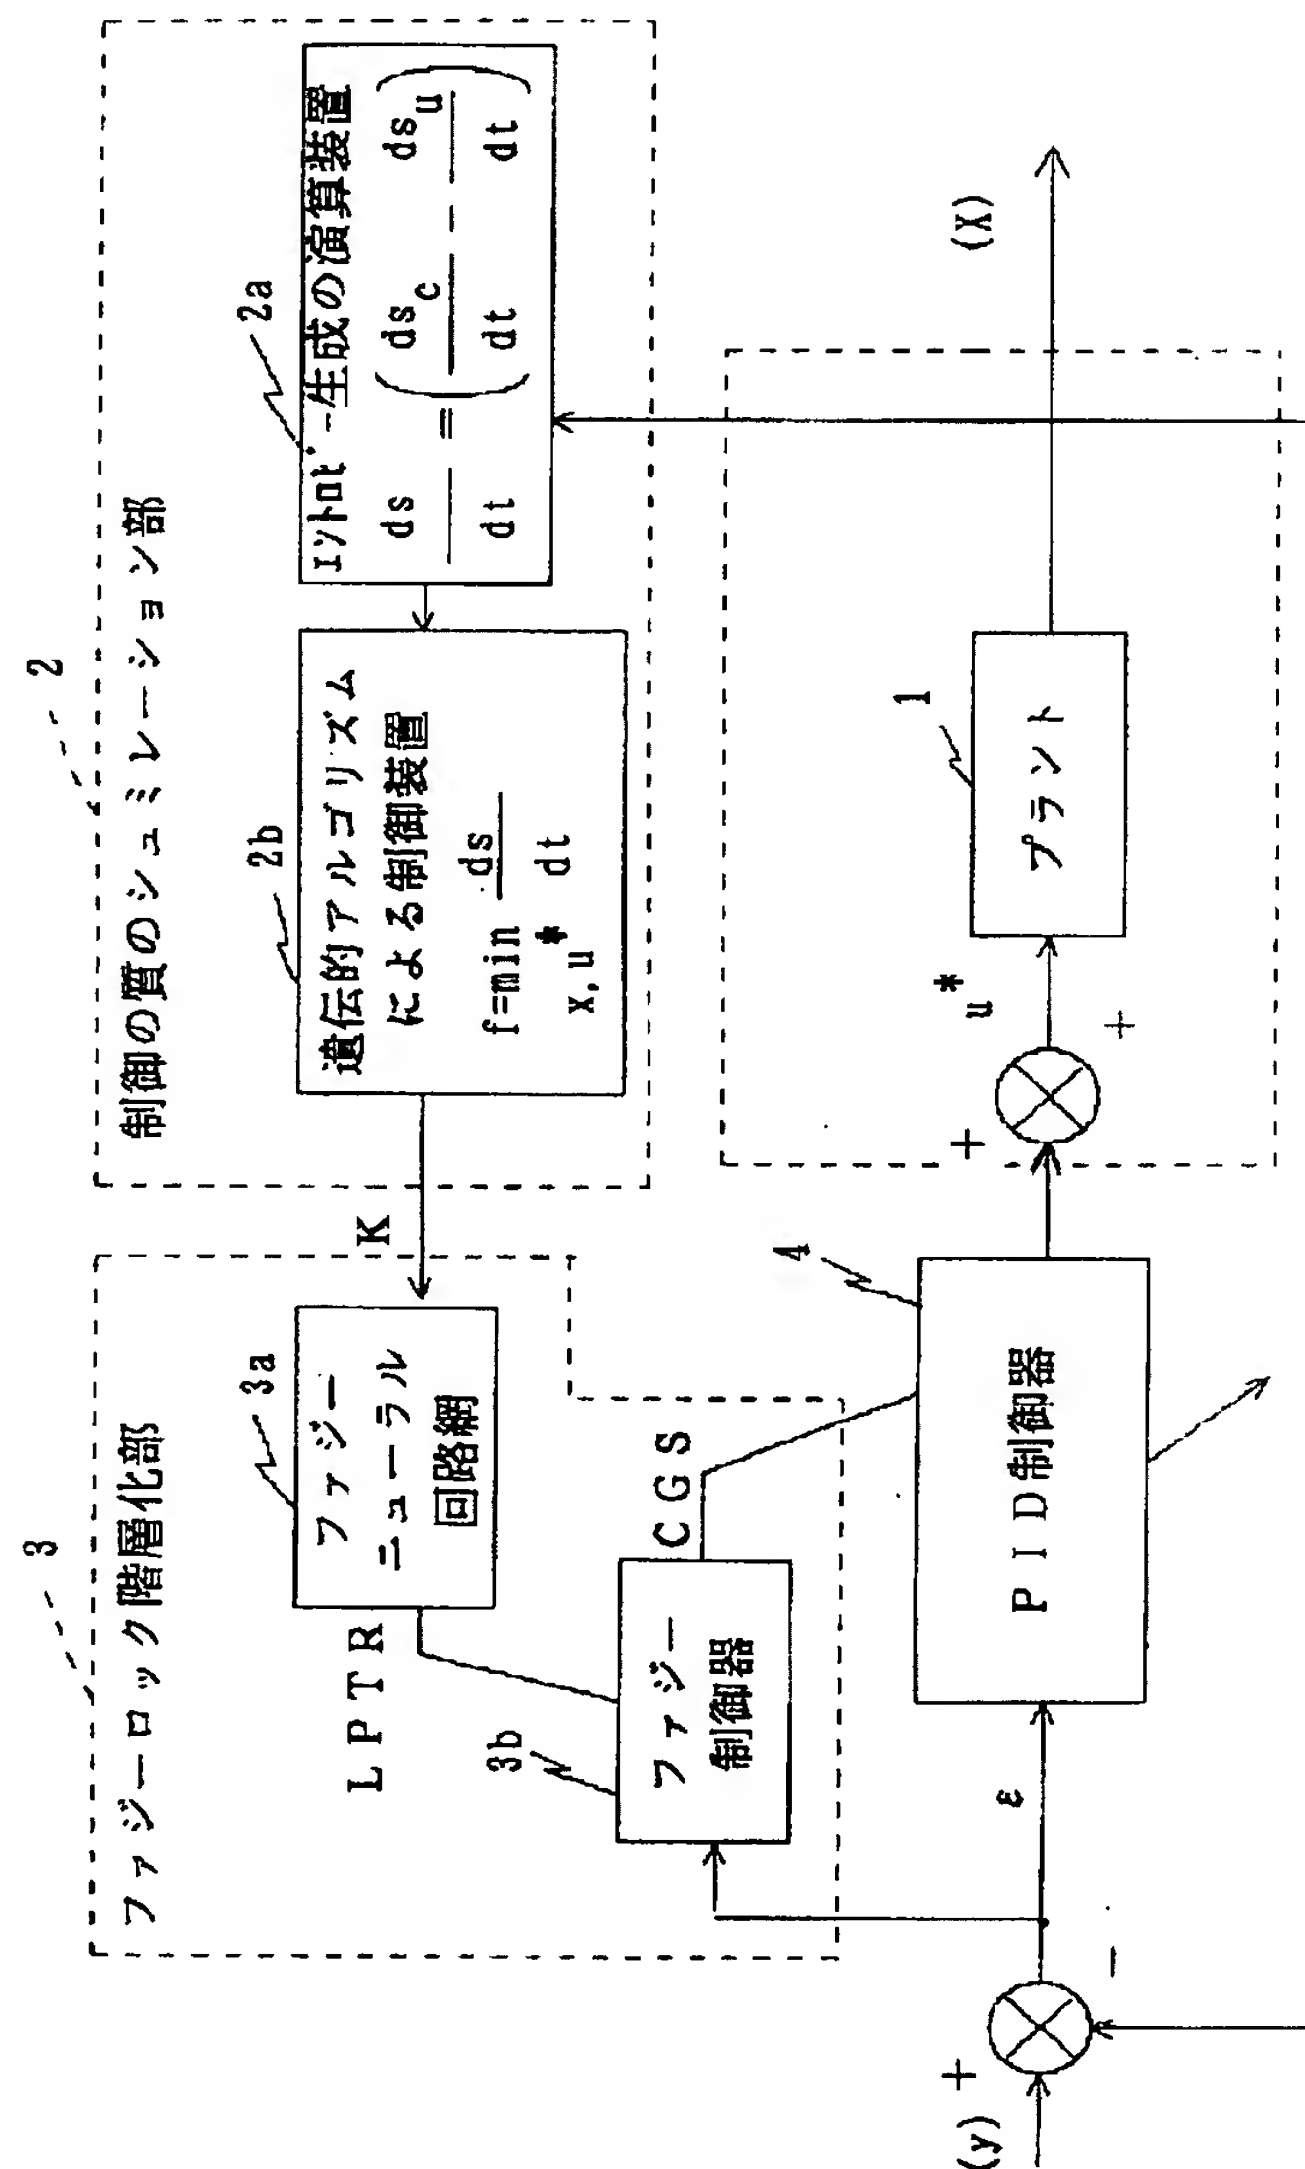 3
ファジーロック階層化部
3a
ファジー
ニューラル
回路網
LPTR
3b
ファジー
制御器
CGS
K
2
制御の質のシュミレーション部
2b
遺伝的アルゴリズム
による制御装置
f=min ds
x,u* dt
2a
エントロピー生成の演算装置
ds = ( ds_c - ds_u )
dt dt dt
(y)
+
-
ε
4
PID制御器
+
+
u*
1
プラント
(X)